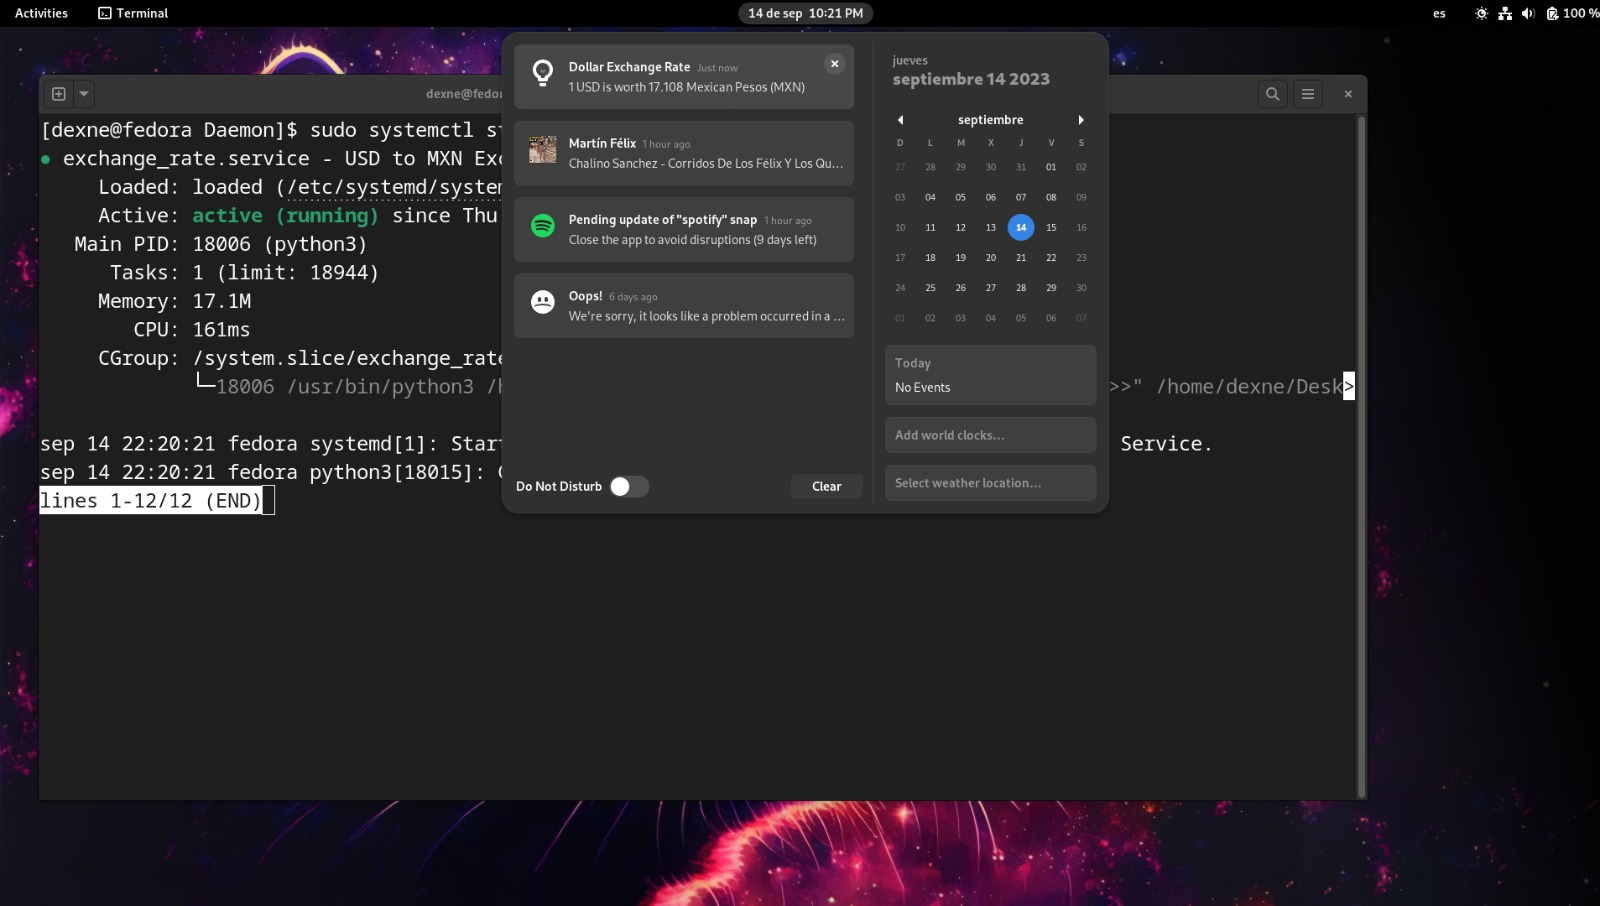 Activities
Terminal
14 de sep 10:21 PM
es
100 %
dexne@fedo
[dexne@fedora Daemon]$ sudo systemctl
● exchange_rate.service - USD to MXN
Loaded: loaded (/etc/systemd/system
Active: active (running) since Thu
Main PID: 18006 (python3)
Tasks: 1 (limit: 18944)
Memory: 17.1M
CPU: 161ms
CGroup: /system.slice/exchange_rate
└─18006 /usr/bin/python3 / >>" /home/dexne/Desk>
sep 14 22:20:21 fedora systemd[1]: Star Service.
sep 14 22:20:21 fedora python3[18015]:
lines 1-12/12 (END)
Dollar Exchange Rate Just now
1 USD is worth 17.108 Mexican Pesos (MXN)
Martín Félix 1 hour ago
Chalino Sanchez - Corridos De Los Félix Y Los Qu...
Pending update of "spotify" snap 1 hour ago
Close the app to avoid disruptions (9 days left)
Oops! 6 days ago
We're sorry, it looks like a problem occurred in a ...
Do Not Disturb
Clear
jueves
septiembre 14 2023
septiembre
D L M X J V S
27 28 29 30 31 01 02
03 04 05 06 07 08 09
10 11 12 13 14 15 16
17 18 19 20 21 22 23
24 25 26 27 28 29 30
01 02 03 04 05 06 07
Today
No Events
Add world clocks...
Select weather location...